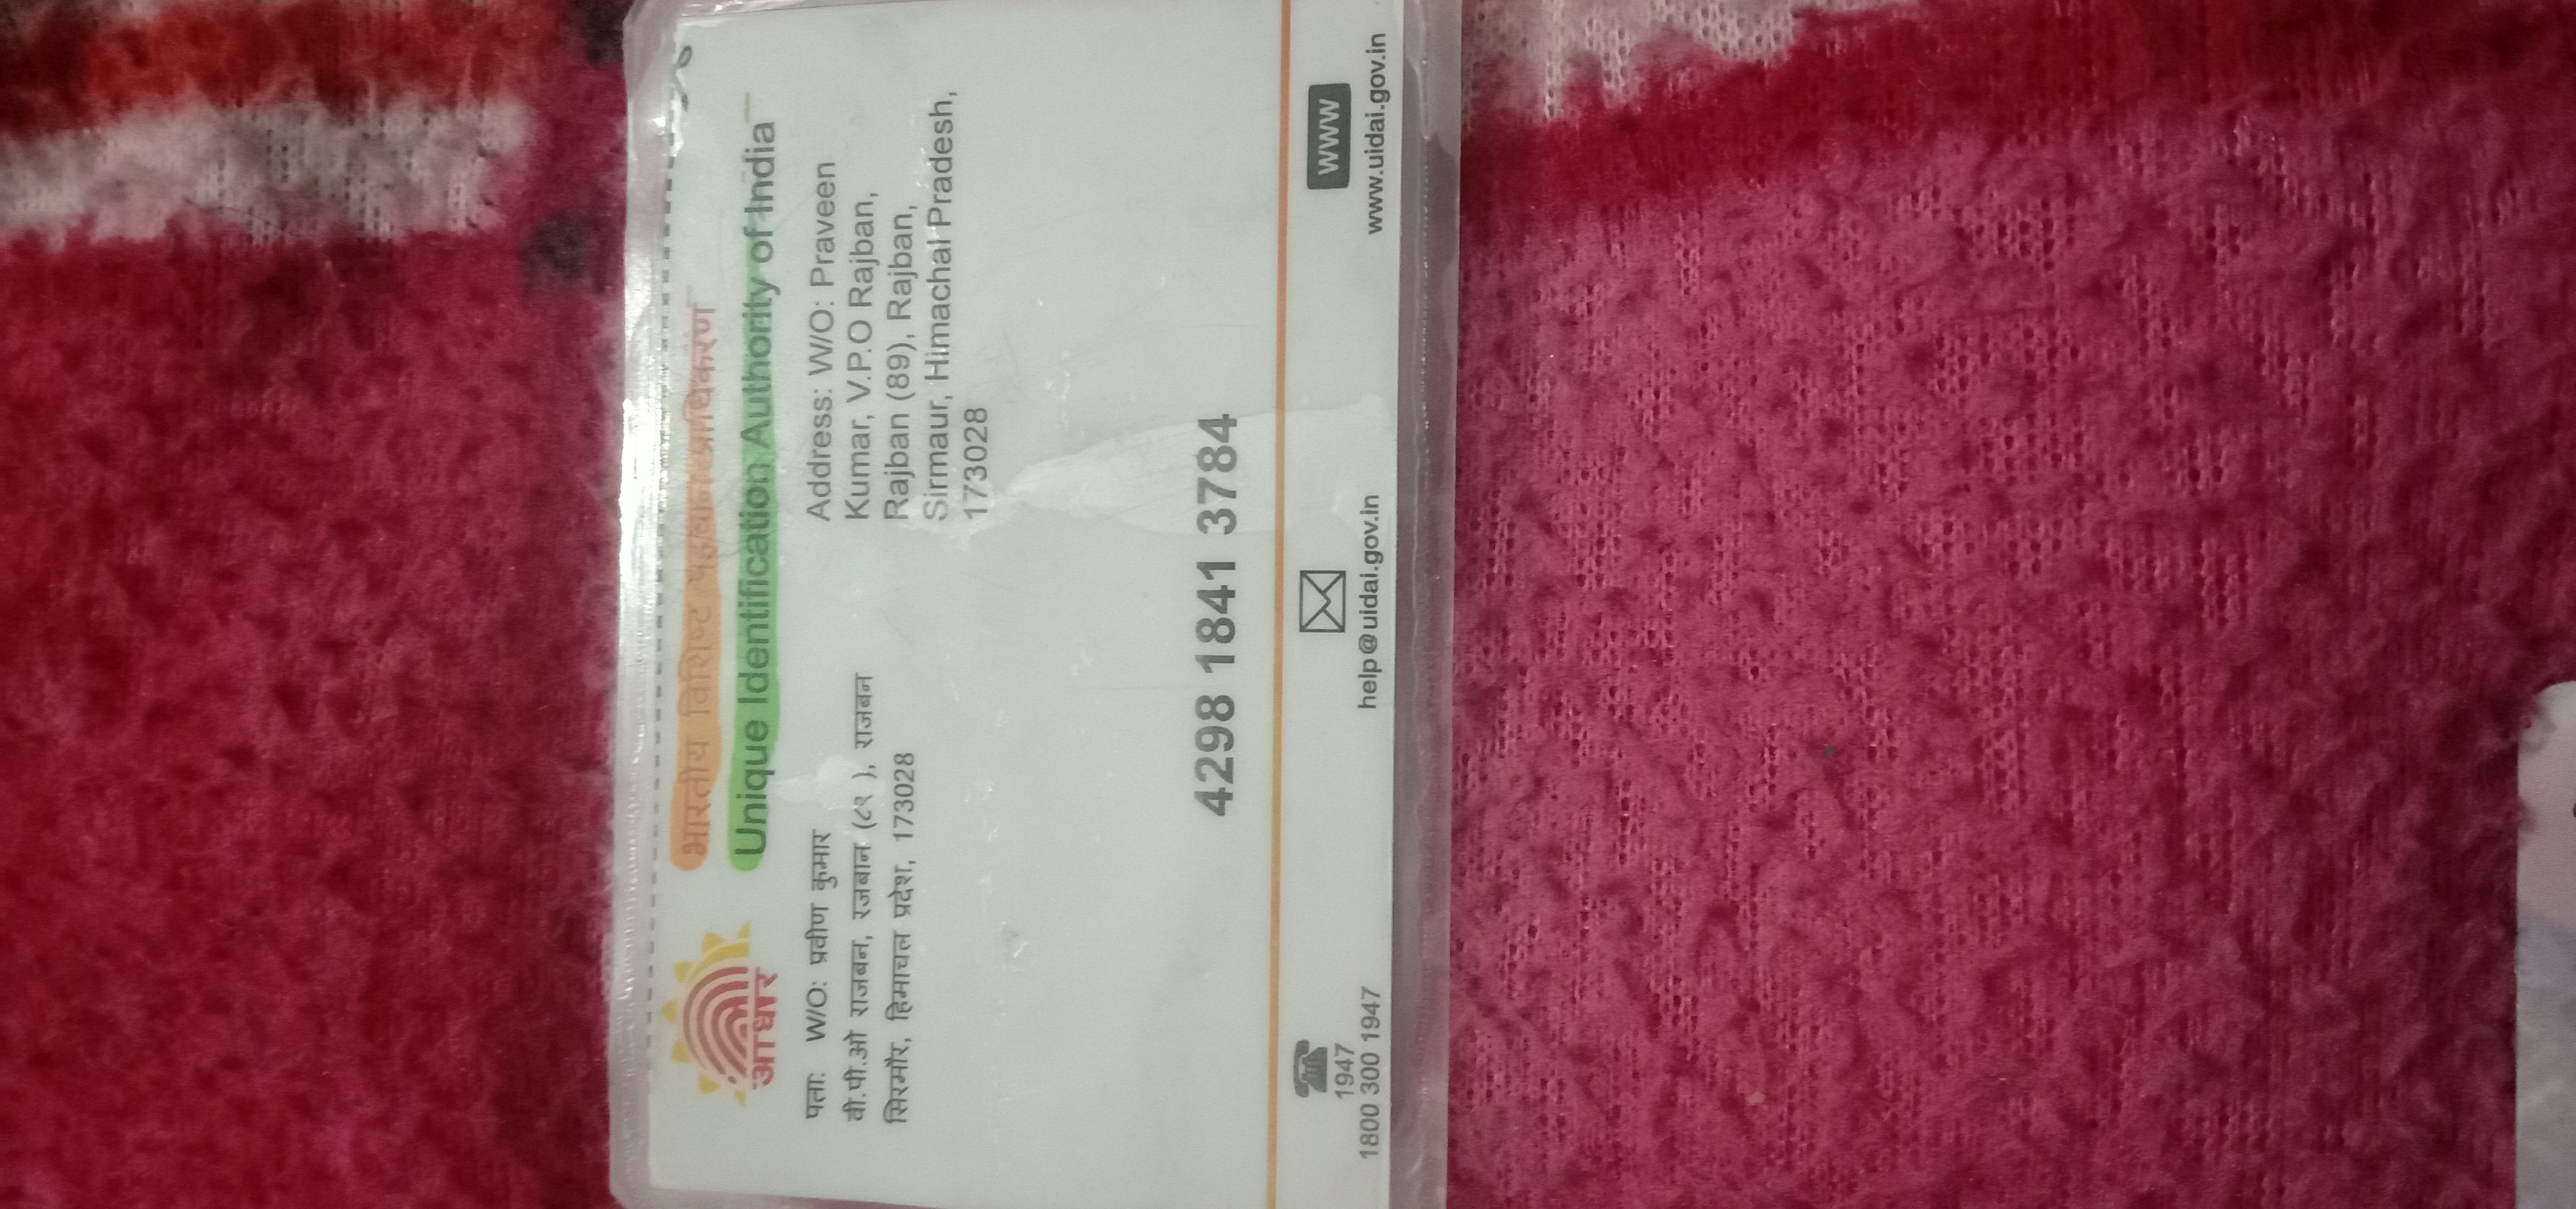 भारतीय विशिष्ट पहचान प्राधिकरण
Unique Identification Authority of India
आधार
पता: W/O: प्रवीण कुमार
वी.पी.ओ राजबन, रजबान (८९ ), राजबन
सिरमौर, हिमाचल प्रदेश, 173028
Address: W/O: Praveen
Kumar, V.P.O Rajban,
Rajban (89), Rajban,
Sirmaur, Himachal Pradesh,
173028
4298 1841 3784
1947
1800 300 1947
help@uidai.gov.in
www
www.uidai.gov.in